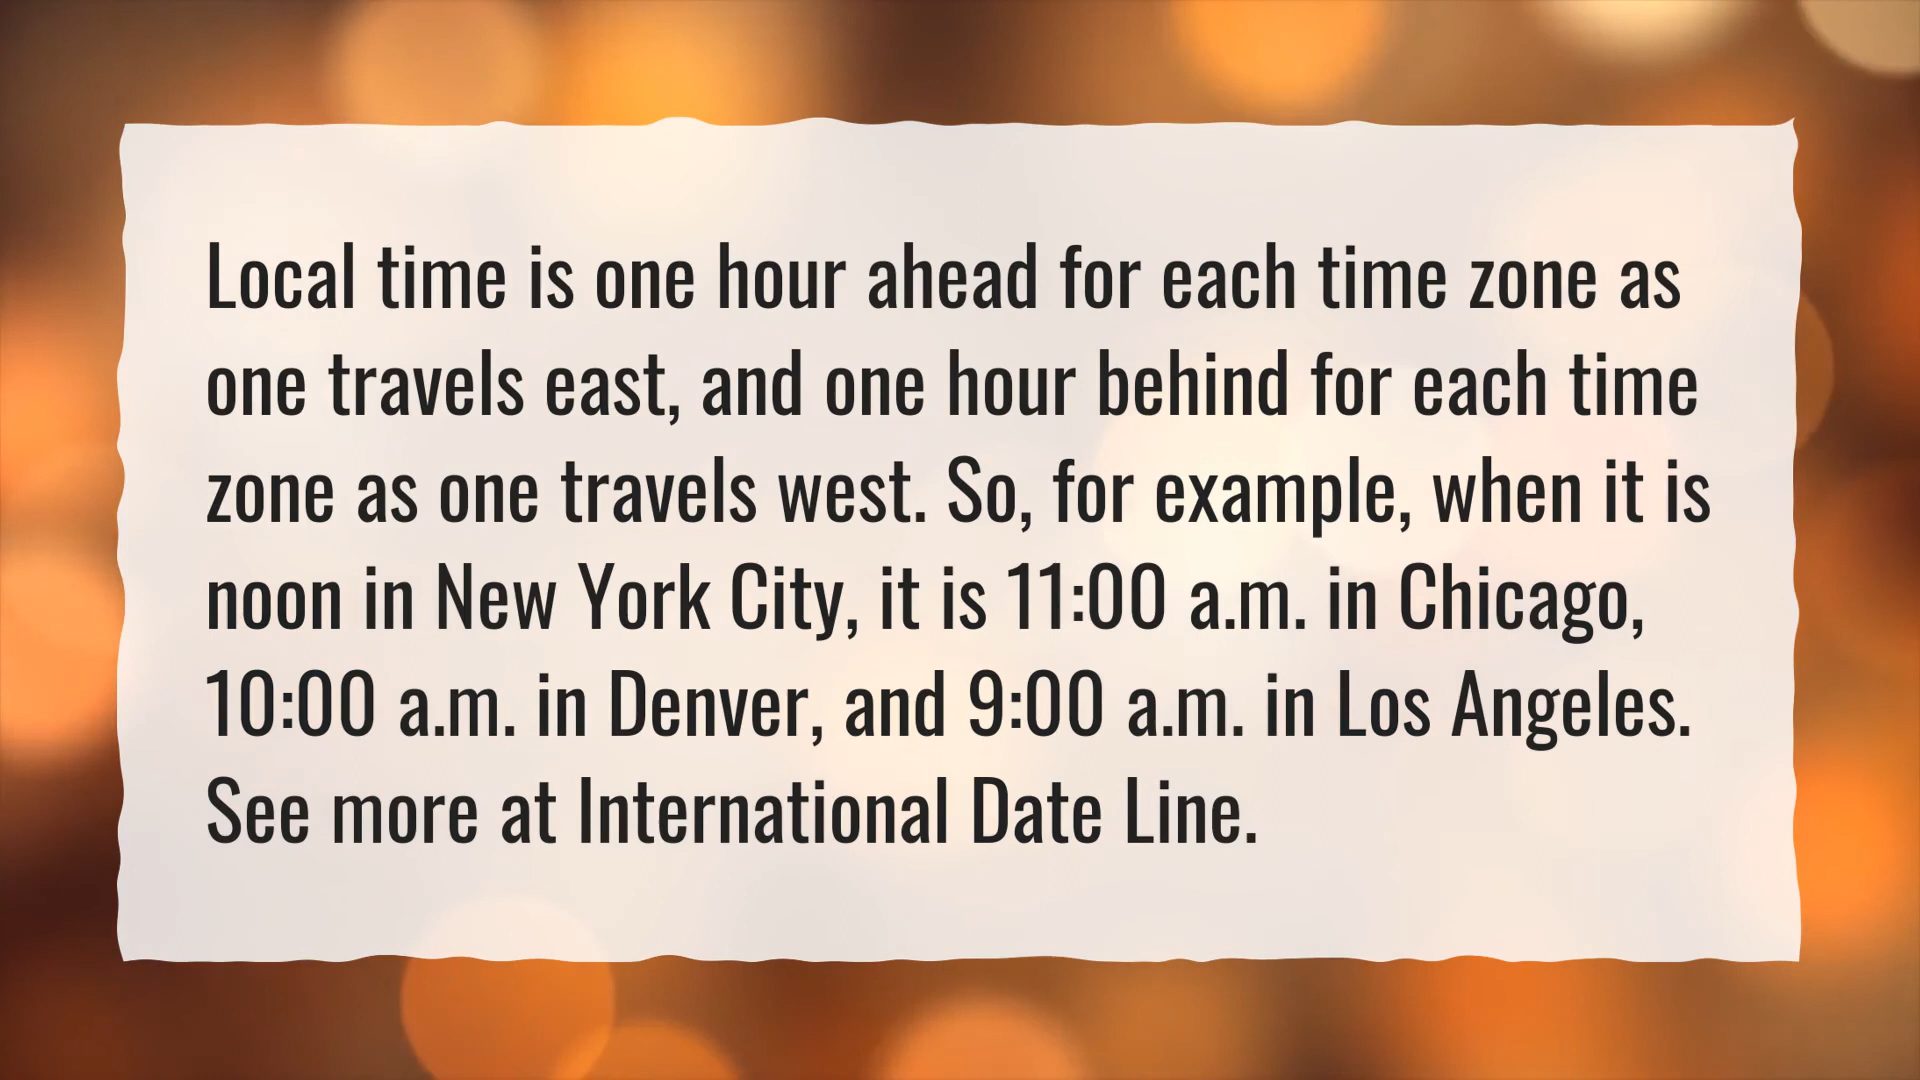 Local time is one hour ahead for each time zone as
one travels east, and one hour behind for each time
zone as one travels west. So, for example, when it is
noon in New York City, it is 11:00 a.m. in Chicago,
10:00 a.m. in Denver, and 9:00 a.m. in Los Angeles.
See more at International Date Line.